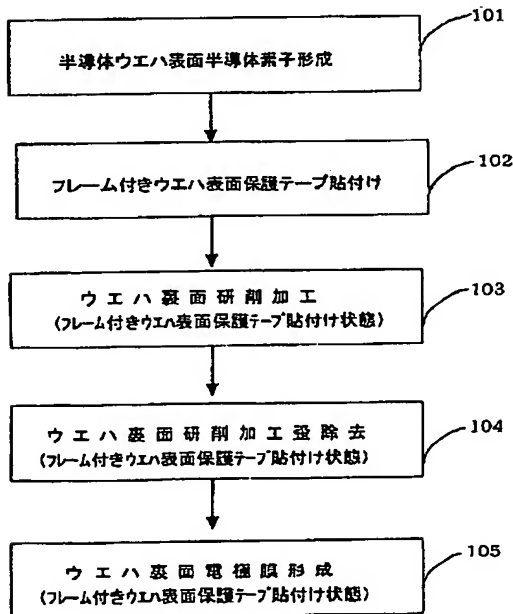 101
半導体ウエハ表面半導体素子形成
102
フレーム付きウエハ表面保護テープ貼付け
103
ウエハ裏面研削加工
(フレーム付きウエハ表面保護テープ貼付け状態)
104
ウエハ裏面研削加工歪除去
(フレーム付きウエハ表面保護テープ貼付け状態)
105
ウエハ裏面電極膜形成
(フレーム付きウエハ表面保護テープ貼付け状態)